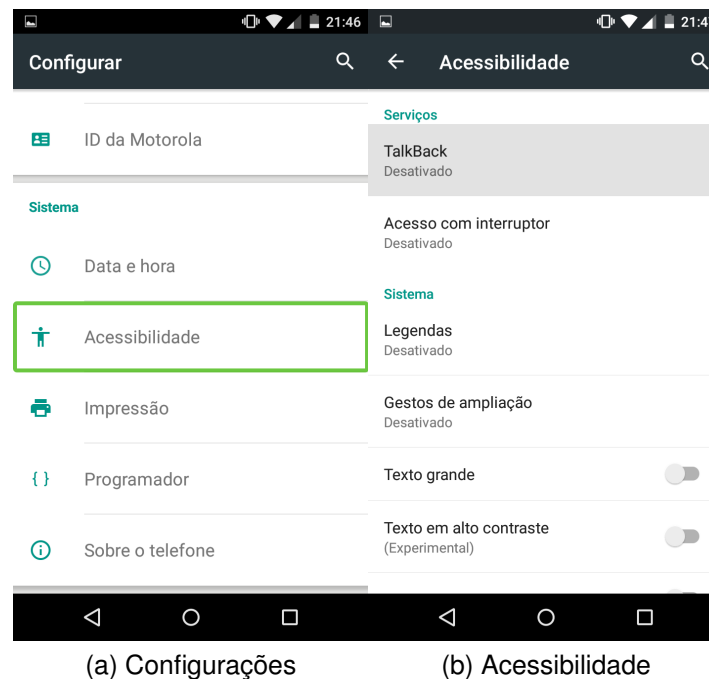 21:46
Configurar
ID da Motorola
Sistema
Data e hora
Acessibilidade
Impressão
{ } Programador
Sobre o telefone
(a) Configurações
21:4
Acessibilidade
Serviços
TalkBack
Desativado
Acesso com interruptor
Desativado
Sistema
Legendas
Desativado
Gestos de ampliação
Desativado
Texto grande
Texto em alto contraste
(Experimental)
(b) Acessibilidade